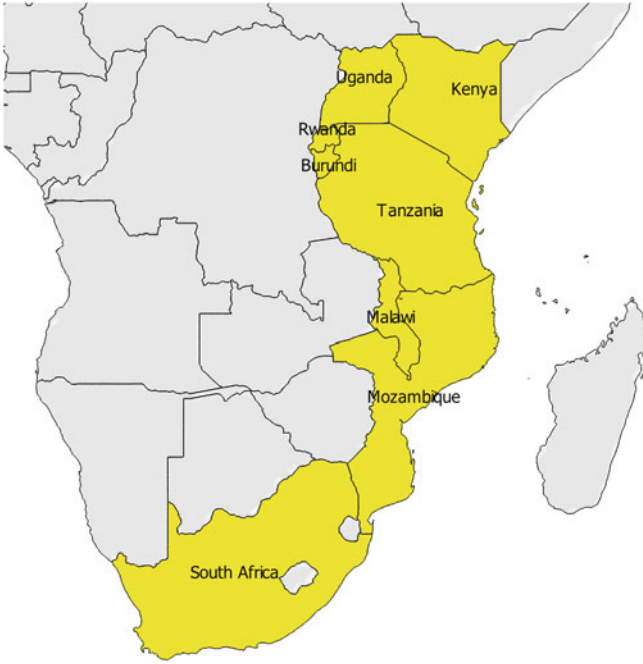 Uganda
Kenya
Rwanda
Burundi
Tanzania
Malawi
Mozambique
South Africa